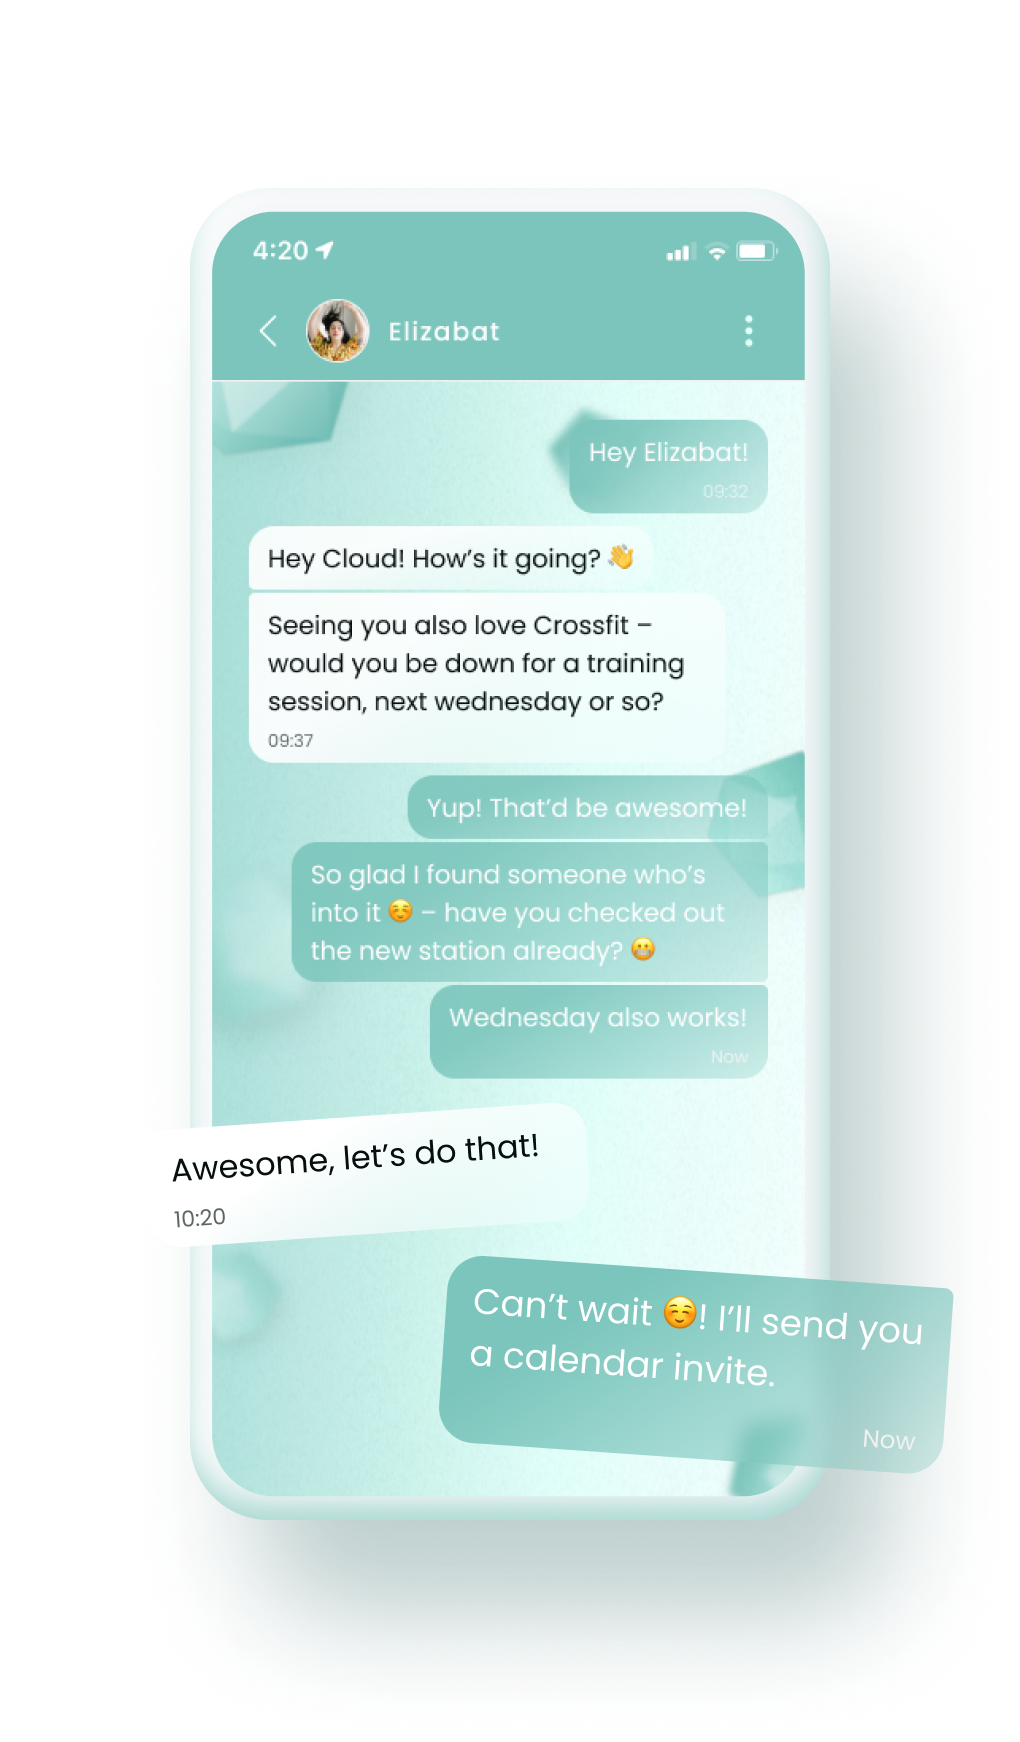 4:20
Elizabat
Hey Elizabat!
09:32
Hey Cloud! How’s it going? 👋
Seeing you also love Crossfit –
would you be down for a training
session, next wednesday or so?
09:37
Yup! That’d be awesome!
So glad I found someone who’s
into it ☺️ – have you checked out
the new station already? 😬
Wednesday also works!
Now
Awesome, let’s do that!
10:20
Can’t wait ☺️! I’ll send you
a calendar invite.
Now